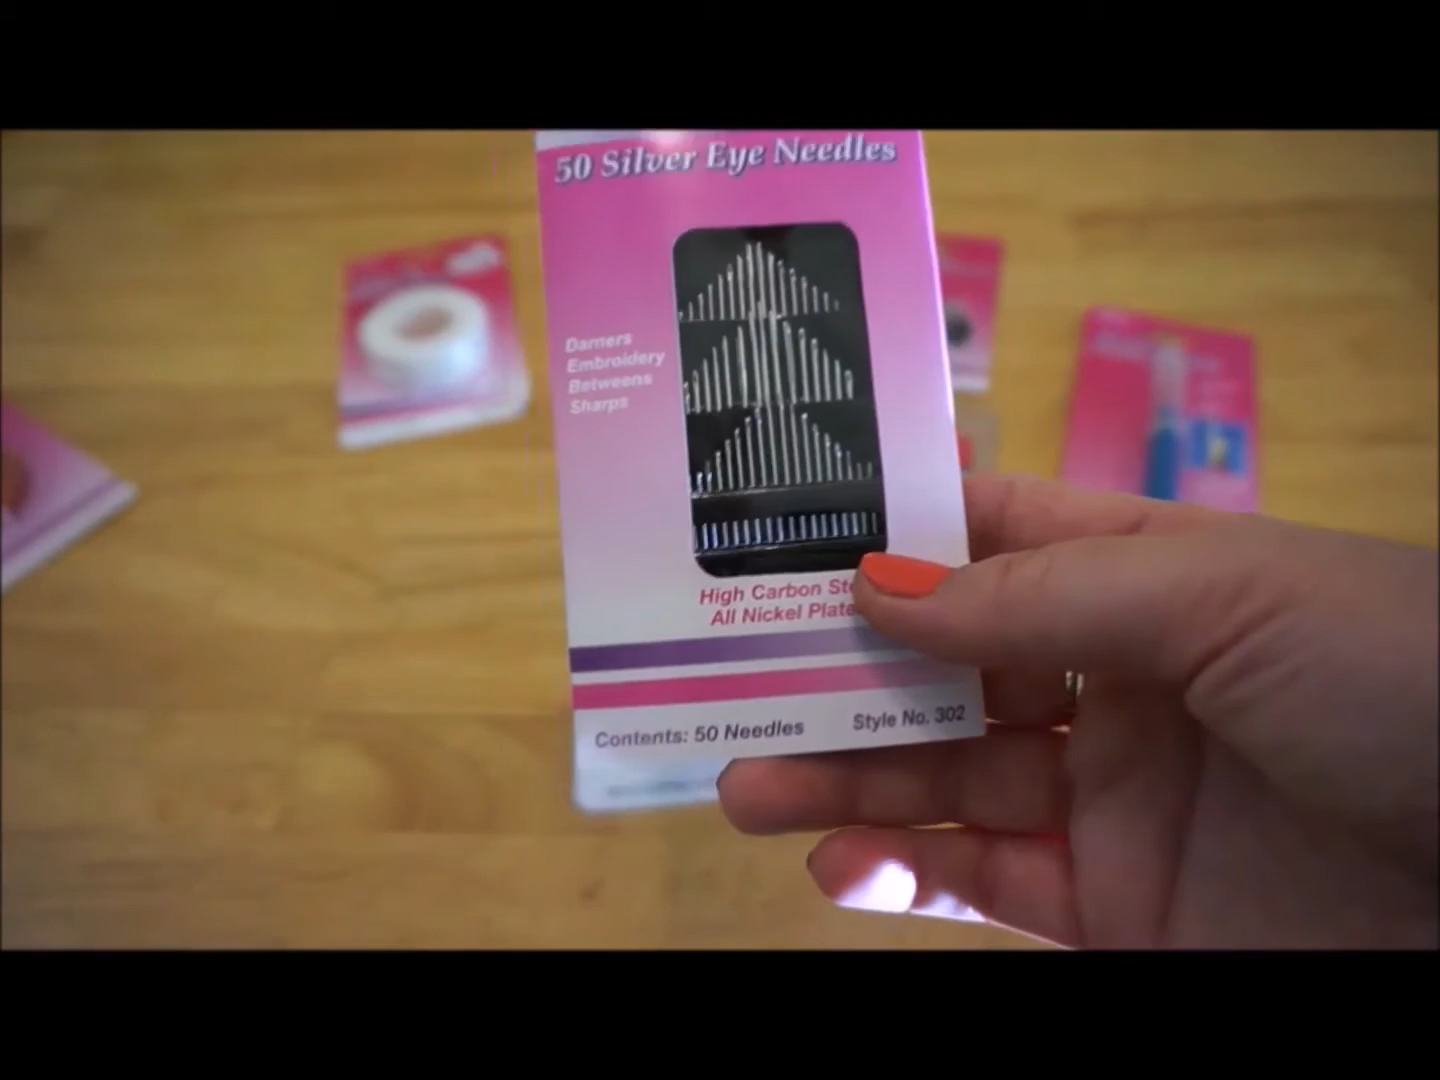 50 Silver Eye Needles
Darners
Embroidery
Betweens
Sharps
High Carbon Ste
All Nickel Plate
Contents: 50 Needles
Style No. 302